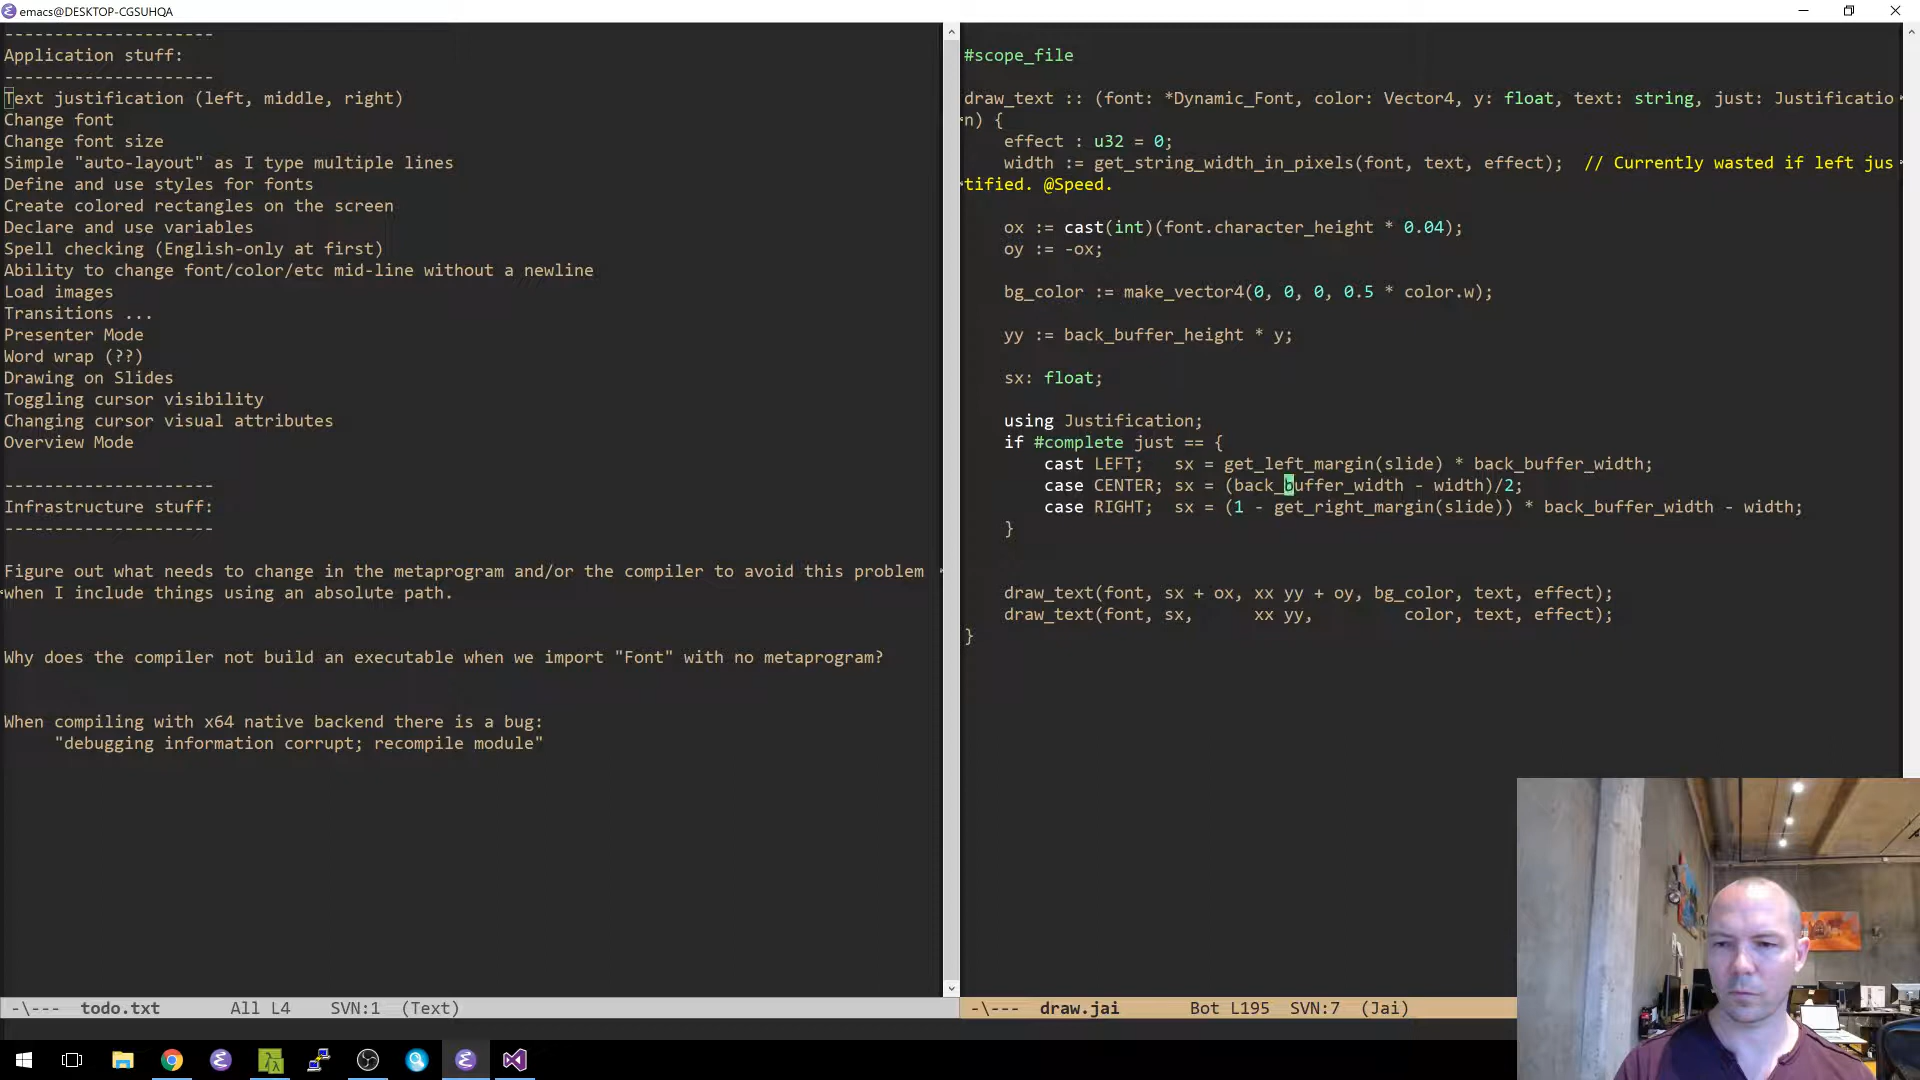 emacs@DESKTOP-CGSUHQA
---------------------
Application stuff:
---------------------
Text justification (left, middle, right)
Change font
Change font size
Simple "auto-layout" as I type multiple lines
Define and use styles for fonts
Create colored rectangles on the screen
Declare and use variables
Spell checking (English-only at first)
Ability to change font/color/etc mid-line without a newline
Load images
Transitions ...
Presenter Mode
Word wrap (??)
Drawing on Slides
Toggling cursor visibility
Changing cursor visual attributes
Overview Mode
---------------------
Infrastructure stuff:
---------------------
Figure out what needs to change in the metaprogram and/or the compiler to avoid this problem
when I include things using an absolute path.
Why does the compiler not build an executable when we import "Font" with no metaprogram?
When compiling with x64 native backend there is a bug:
"debugging information corrupt; recompile module"
-\--- todo.txt All L4 SVN:1 (Text)
#scope_file
draw_text :: (font: *Dynamic_Font, color: Vector4, y: float, text: string, just: Justificatio
n) {
effect : u32 = 0;
width := get_string_width_in_pixels(font, text, effect); // Currently wasted if left jus
tified. @Speed.
ox := cast(int)(font.character_height * 0.04);
oy := -ox;
bg_color := make_vector4(0, 0, 0, 0.5 * color.w);
yy := back_buffer_height * y;
sx: float;
using Justification;
if #complete just == {
cast LEFT; sx = get_left_margin(slide) * back_buffer_width;
case CENTER; sx = (back_buffer_width - width)/2;
case RIGHT; sx = (1 - get_right_margin(slide)) * back_buffer_width - width;
}
draw_text(font, sx + ox, xx yy + oy, bg_color, text, effect);
draw_text(font, sx, xx yy, color, text, effect);
}
-\--- draw.jai Bot L195 SVN:7 (Jai)